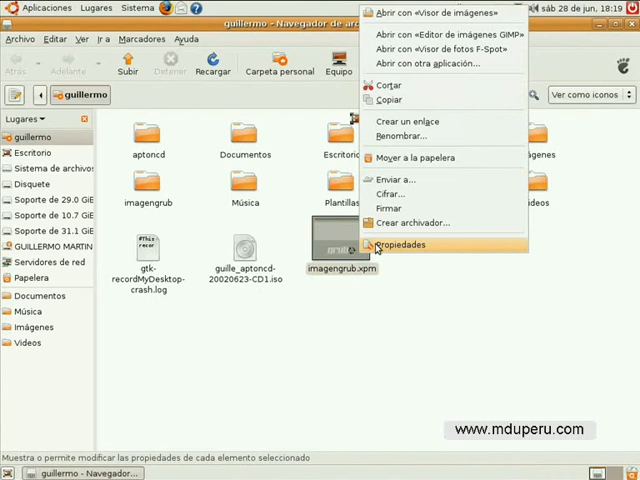 Aplicaciones Lugares Sistema
sáb 28 de jun, 18:19
guillermo - Navegador de arc
Archivo Editar Ver Ir Marcadores Ayuda
Atrás Adelante Subir Detener Recargar Carpeta personal Equipo
guillermo
Ver como iconos
Lugares
guillermo
Escritorio
Sistema de archivos
Disquete
Soporte de 29.0 GiB
Soporte de 10.7 GiB
Soporte de 31.1 GiB
GUILLERMO MARTIN
Servidores de red
Papelera
Documentos
Música
Imágenes
Videos
aptoncd
Documentos
Escritorio
ágenes
imagengrub
Música
Plantillas
ideos
#This+
recor
gtk-
recordMyDesktop-
crash.log
guille_aptoncd-
20020623-CD1.iso
imagengrub.xpm
Abrir con «Visor de imágenes»
Abrir con «Editor de imágenes GIMP»
Abrir con «Visor de fotos F-Spot»
Abrir con otra aplicación...
Cortar
Copiar
Crear un enlace
Renombrar...
Mover a la papelera
Enviar a...
Cifrar...
Firmar
Crear archivador...
Propiedades
www.mduperu.com
Muestra o permite modificar las propiedades de cada elemento seleccionado
guillermo - Navegador...